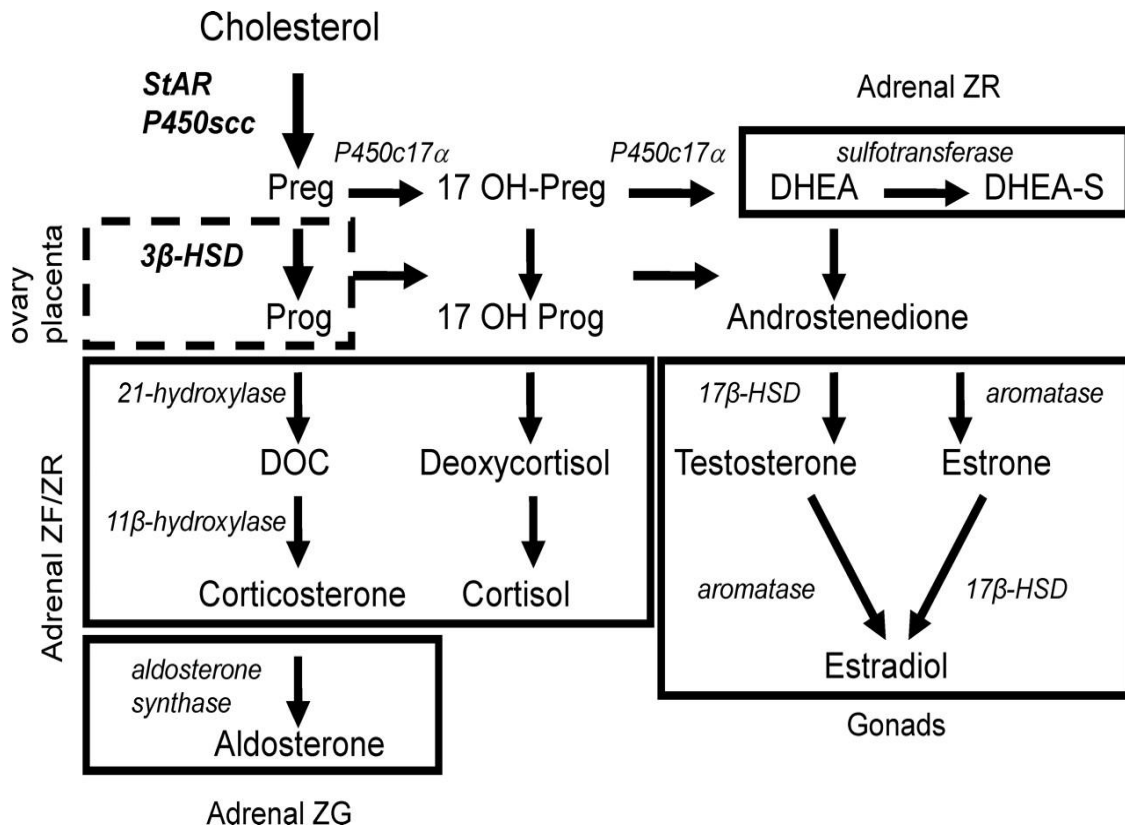 Cholesterol
StAR
P450scc
Adrenal ZR
P450c17α
P450c17α
sulfotransferase
Preg
17 OH-Preg
DHEA
DHEA-S
ovary
placenta
3β-HSD
Prog
17 OH Prog
Androstenedione
Adrenal ZF/ZR
21-hydroxylase
17β-HSD
aromatase
DOC
Deoxycortisol
Testosterone
Estrone
11β-hydroxylase
Corticosterone
Cortisol
aromatase
17β-HSD
Estradiol
aldosterone
synthase
Aldosterone
Gonads
Adrenal ZG